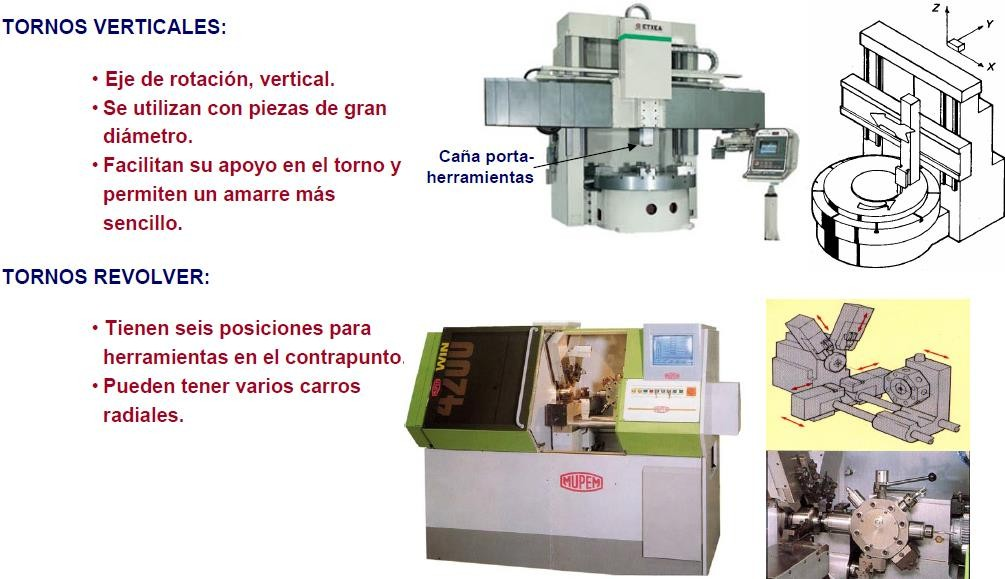 TORNOS VERTICALES:
• Eje de rotación, vertical.
• Se utilizan con piezas de gran
diámetro.
• Facilitan su apoyo en el torno y
permiten un amarre más
sencillo.
ETXEA
Caña porta-
herramientas
Z
Y
X
TORNOS REVOLVER:
• Tienen seis posiciones para
herramientas en el contrapunto.
• Pueden tener varios carros
radiales.
WIN
4200
MUPEM
MUPEM